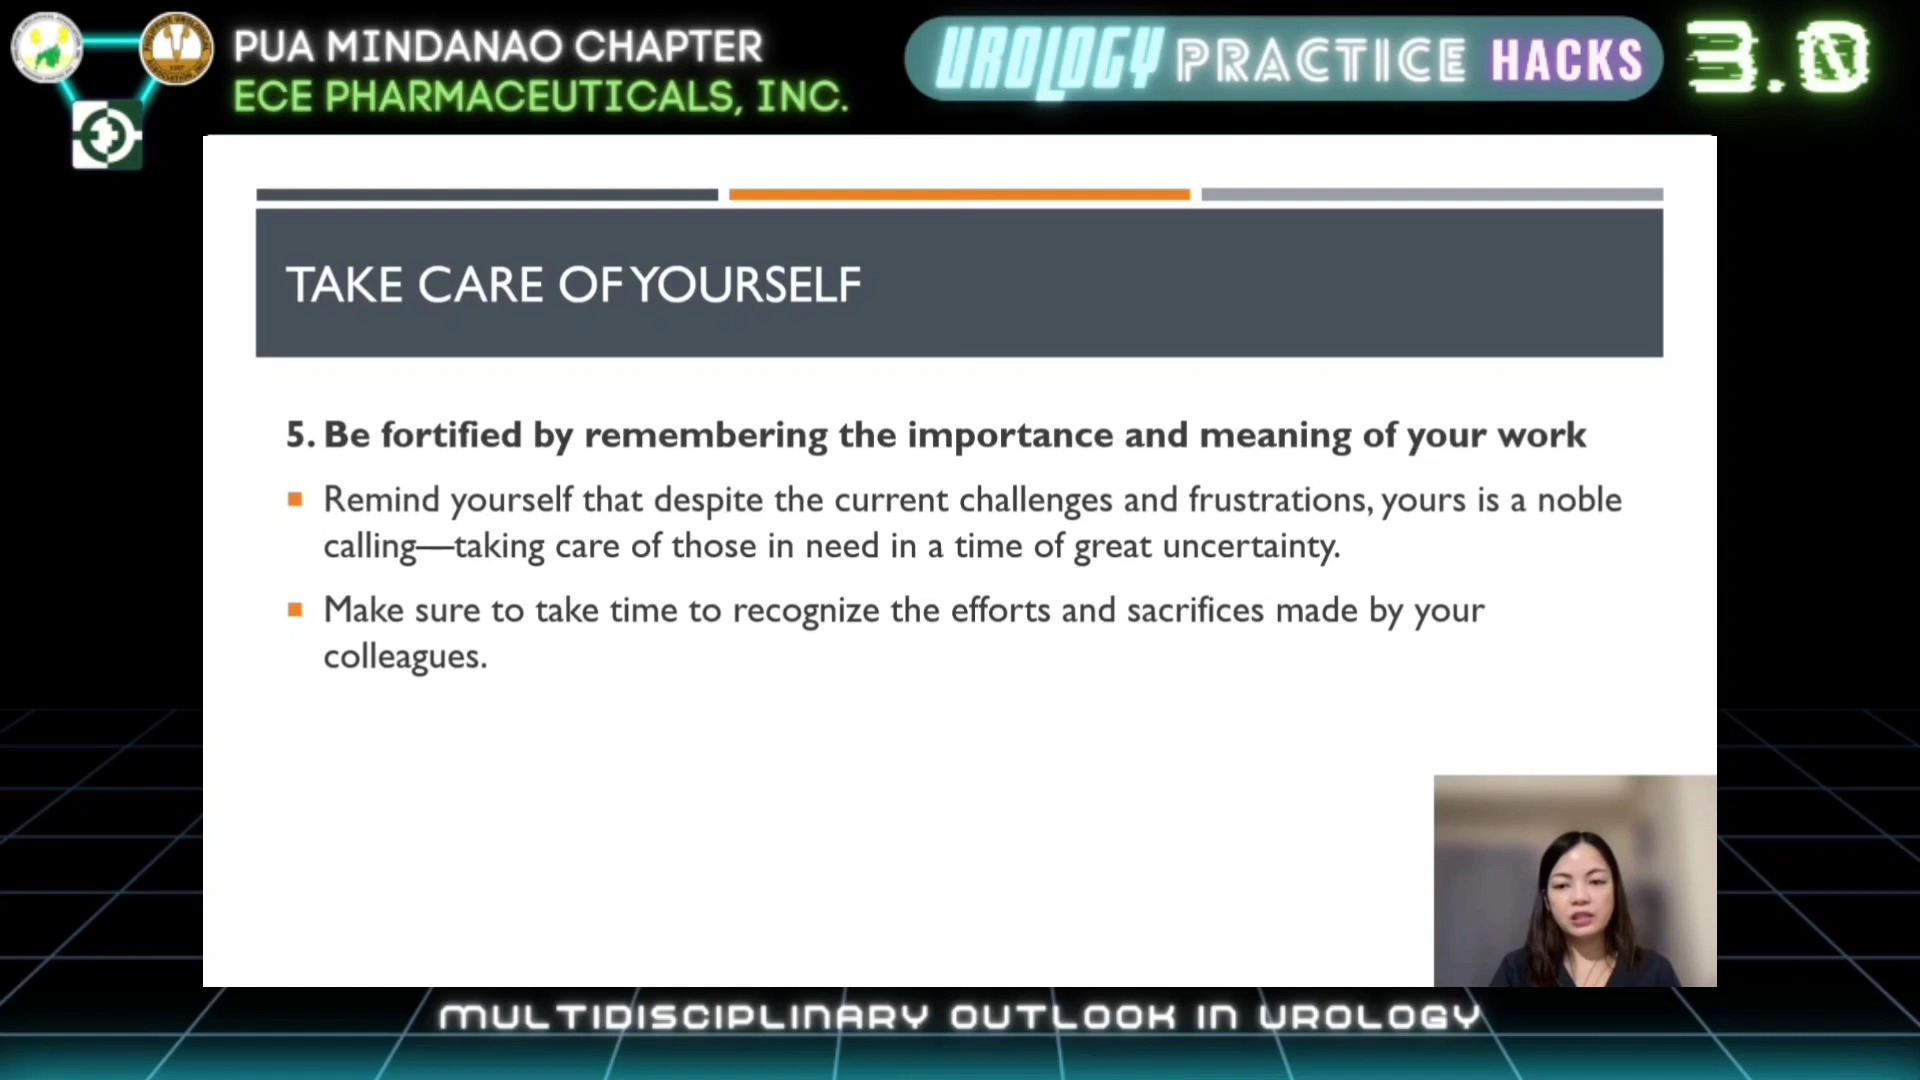 PUA MINDANAO CHAPTER
ECE PHARMACEUTICALS, INC.
UROLOGY PRACTICE HACKS 3.0
TAKE CARE OF YOURSELF
5. Be fortified by remembering the importance and meaning of your work
Remind yourself that despite the current challenges and frustrations, yours is a noble
calling—taking care of those in need in a time of great uncertainty.
Make sure to take time to recognize the efforts and sacrifices made by your
colleagues.
MULTIDISCIPLINARY OUTLOOK IN UROLOGY